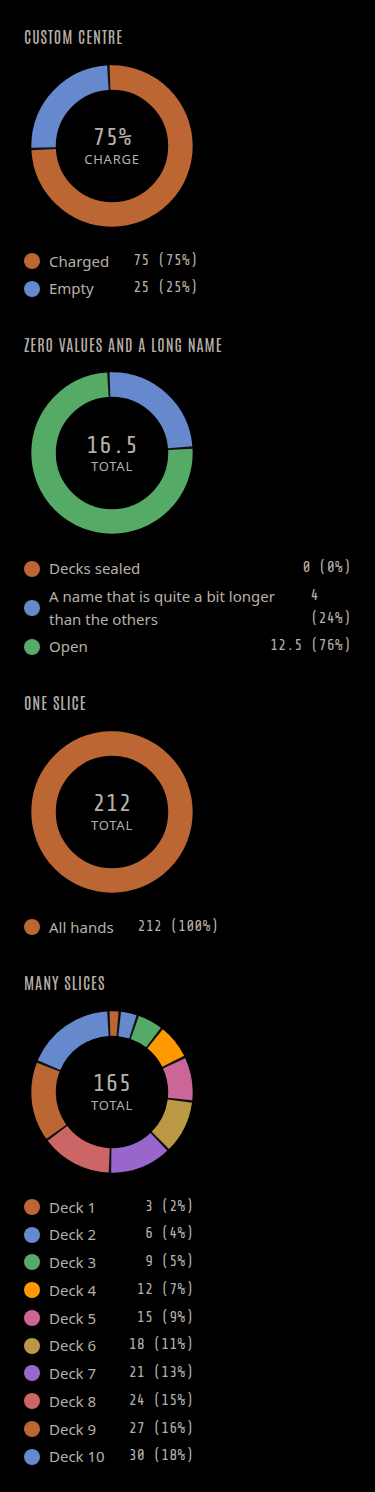 CUSTOM CENTRE
75%
CHARGE
Charged 75 (75%)
Empty 25 (25%)
ZERO VALUES AND A LONG NAME
16.5
TOTAL
Decks sealed 0 (0%)
A name that is quite a bit longer 4
than the others (24%)
Open 12.5 (76%)
ONE SLICE
212
TOTAL
All hands 212 (100%)
MANY SLICES
165
TOTAL
Deck 1 3 (2%)
Deck 2 6 (4%)
Deck 3 9 (5%)
Deck 4 12 (7%)
Deck 5 15 (9%)
Deck 6 18 (11%)
Deck 7 21 (13%)
Deck 8 24 (15%)
Deck 9 27 (16%)
Deck 10 30 (18%)